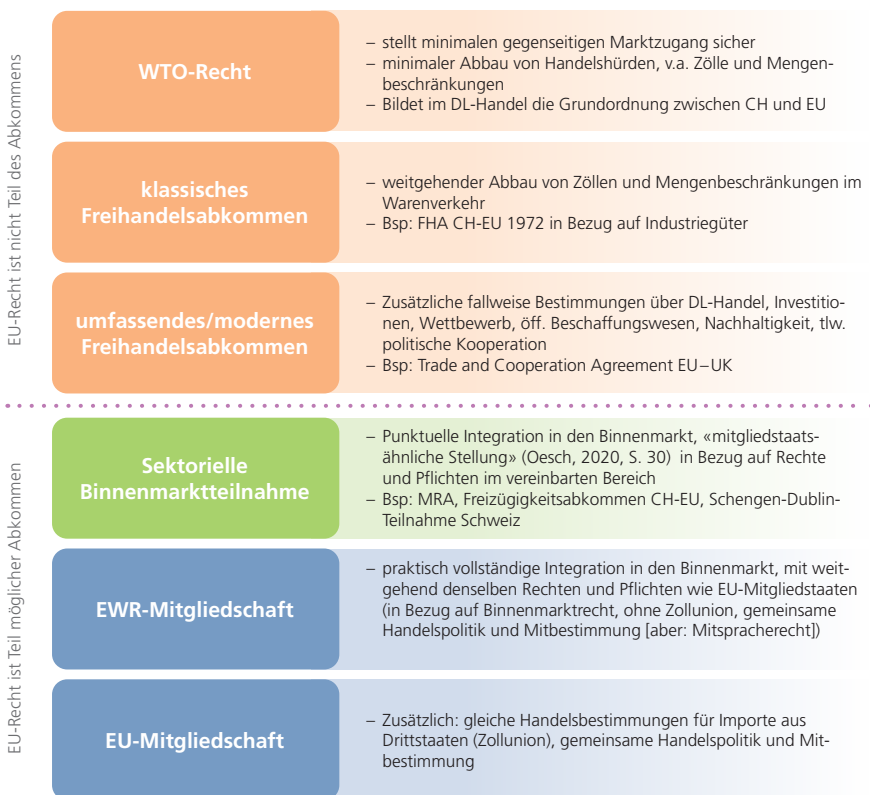 EU-Recht ist nicht Teil des Abkommens
WTO-Recht
– stellt minimalen gegenseitigen Marktzugang sicher
– minimaler Abbau von Handelshürden, v.a. Zölle und Mengen-
beschränkungen
– Bildet im DL-Handel die Grundordnung zwischen CH und EU
klassisches
Freihandelsabkommen
– weitgehender Abbau von Zöllen und Mengenbeschränkungen im
Warenverkehr
– Bsp: FHA CH-EU 1972 in Bezug auf Industriegüter
umfassendes/modernes
Freihandelsabkommen
– Zusätzliche fallweise Bestimmungen über DL-Handel, Investitio-
nen, Wettbewerb, öff. Beschaffungswesen, Nachhaltigkeit, tlw.
politische Kooperation
– Bsp: Trade and Cooperation Agreement EU–UK
EU-Recht ist Teil möglicher Abkommen
Sektorielle
Binnenmarktteilnahme
– Punktuelle Integration in den Binnenmarkt, «mitgliedstaats-
ähnliche Stellung» (Oesch, 2020, S. 30) in Bezug auf Rechte
und Pflichten im vereinbarten Bereich
– Bsp: MRA, Freizügigkeitsabkommen CH-EU, Schengen-Dublin-
Teilnahme Schweiz
EWR-Mitgliedschaft
– praktisch vollständige Integration in den Binnenmarkt, mit weit-
gehend denselben Rechten und Pflichten wie EU-Mitgliedstaaten
(in Bezug auf Binnenmarktrecht, ohne Zollunion, gemeinsame
Handelspolitik und Mitbestimmung [aber: Mitspracherecht])
EU-Mitgliedschaft
– Zusätzlich: gleiche Handelsbestimmungen für Importe aus
Drittstaaten (Zollunion), gemeinsame Handelspolitik und Mit-
bestimmung